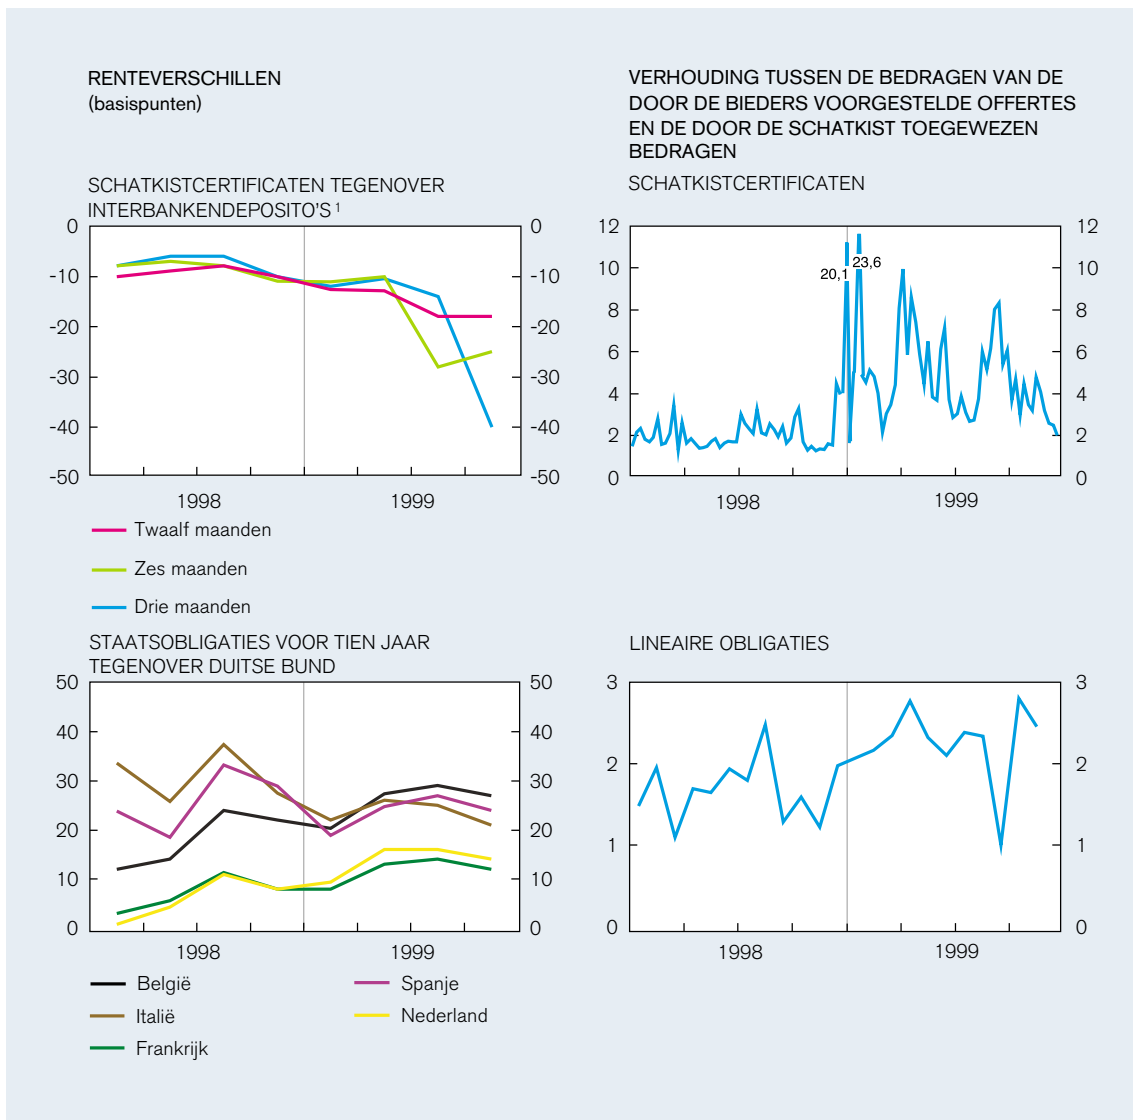 RENTEVERSCHILLEN
(basispunten)
SCHATKISTCERTIFICATEN TEGENOVER
INTERBANKENDEPOSITO'S 1
0
-10
-20
-30
-40
-50
0
-10
-20
-30
-40
-50
1998
1999
Twaalf maanden
Zes maanden
Drie maanden
VERHOUDING TUSSEN DE BEDRAGEN VAN DE
DOOR DE BIEDERS VOORGESTELDE OFFERTES
EN DE DOOR DE SCHATKIST TOEGEWEZEN
BEDRAGEN
SCHATKISTCERTIFICATEN
12
10
8
6
4
2
0
20,1
23,6
12
10
8
6
4
2
0
1998
1999
STAATSOBLIGATIES VOOR TIEN JAAR
TEGENOVER DUITSE BUND
50
40
30
20
10
0
50
40
30
20
10
0
1998
1999
België
Italië
Frankrijk
Spanje
Nederland
LINEAIRE OBLIGATIES
3
2
1
0
3
2
1
0
1998
1999